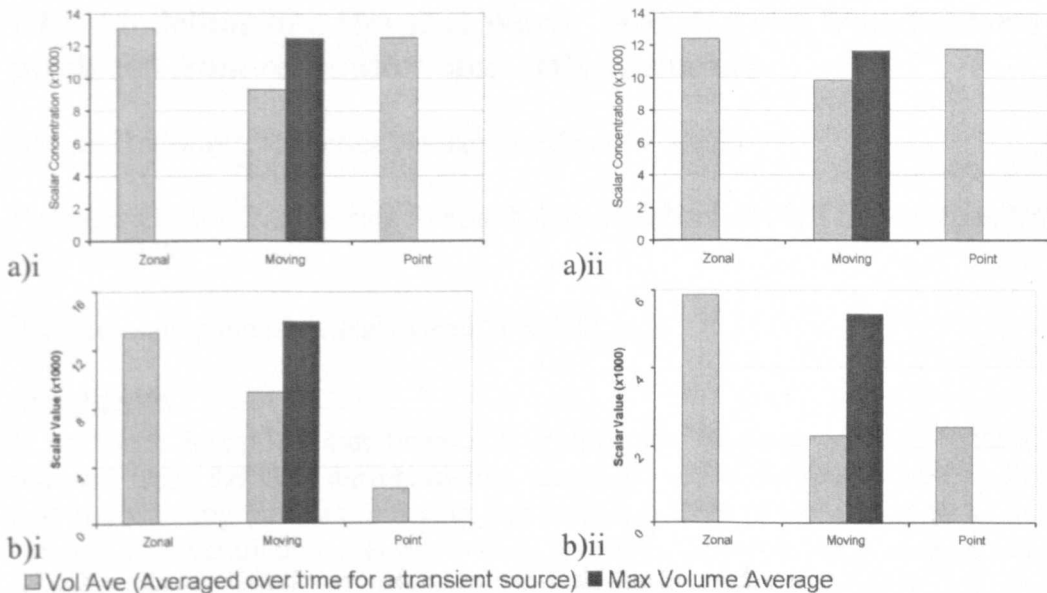 Scalar Concentration (x1000)
14
12
10
8
6
4
2
0
Zonal Moving Point
a)i
Scalar Concentration (x1000)
14
12
10
8
6
4
2
0
Zonal Moving Point
a)ii
Scalar Value (x1000)
16
12
8
4
0
Zonal Moving Point
b)i
Scalar Value (x1000)
6
4
2
0
Zonal Moving Point
b)ii
Vol Ave (Averaged over time for a transient source) Max Volume Average